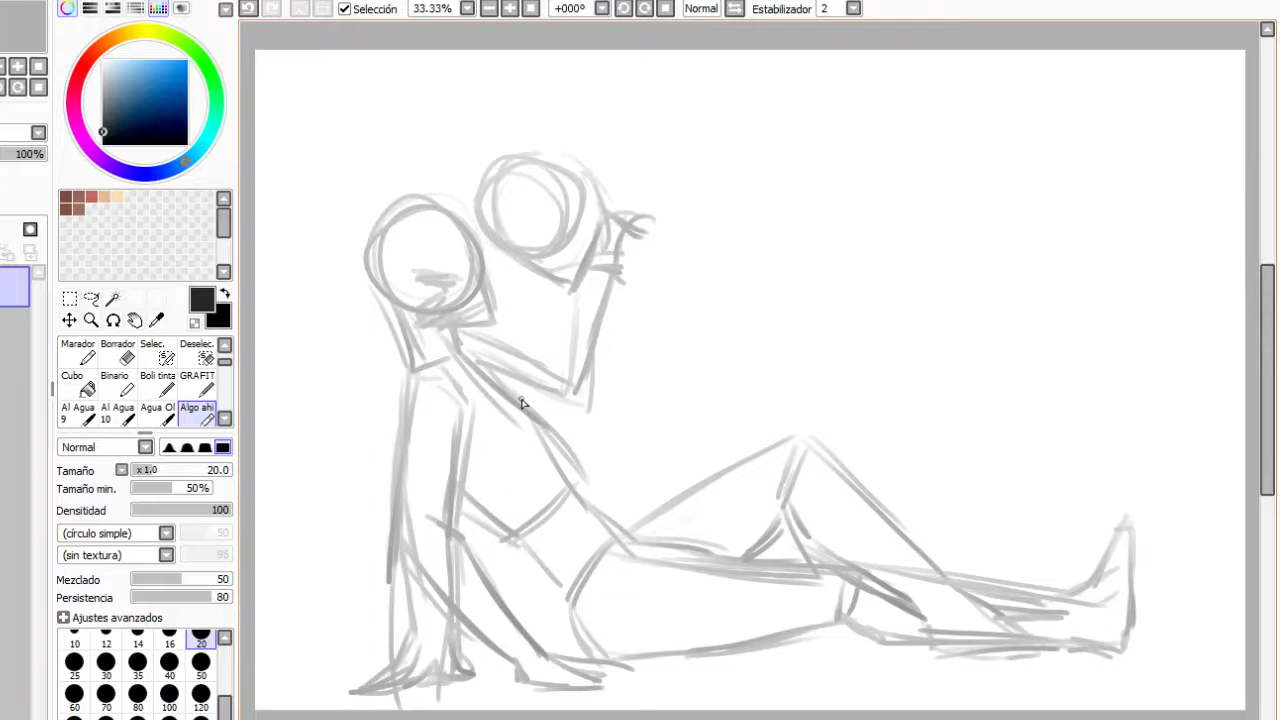 Selección 33.33% +000° Normal Estabilizador 2
100%
Marador Borrador Selec. Deselec.
Cubo Binario Boli tinta GRAFIT
Al Agua 9 Al Agua 10 Agua Ol Algo ahi
Normal
Tamaño x 1.0 20.0
Tamaño min. 50%
Densitidad 100
(círculo simple) 50
(sin textura) 95
Mezclado 50
Persistencia 80
Ajustes avanzados
10 12 14 16 20
25 30 35 40 50
60 70 80 100 120